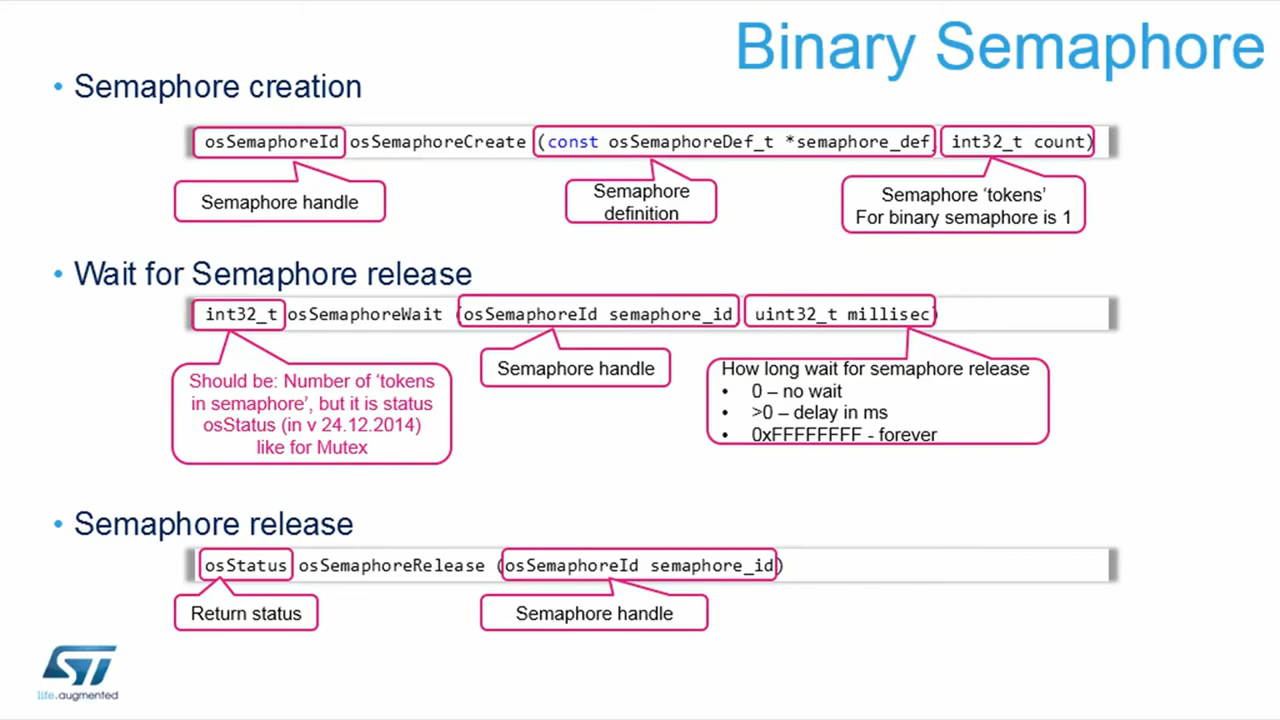 Binary Semaphore
• Semaphore creation
osSemaphoreId osSemaphoreCreate (const osSemaphoreDef_t *semaphore_def, int32_t count)
Semaphore handle
Semaphore
definition
Semaphore ‘tokens’
For binary semaphore is 1
• Wait for Semaphore release
int32_t osSemaphoreWait (osSemaphoreId semaphore_id, uint32_t millisec)
Should be: Number of ‘tokens
in semaphore’, but it is status
osStatus (in v 24.12.2014)
like for Mutex
Semaphore handle
How long wait for semaphore release
• 0 – no wait
• >0 – delay in ms
• 0xFFFFFFFF - forever
• Semaphore release
osStatus osSemaphoreRelease (osSemaphoreId semaphore_id)
Return status
Semaphore handle
ST
life.augmented